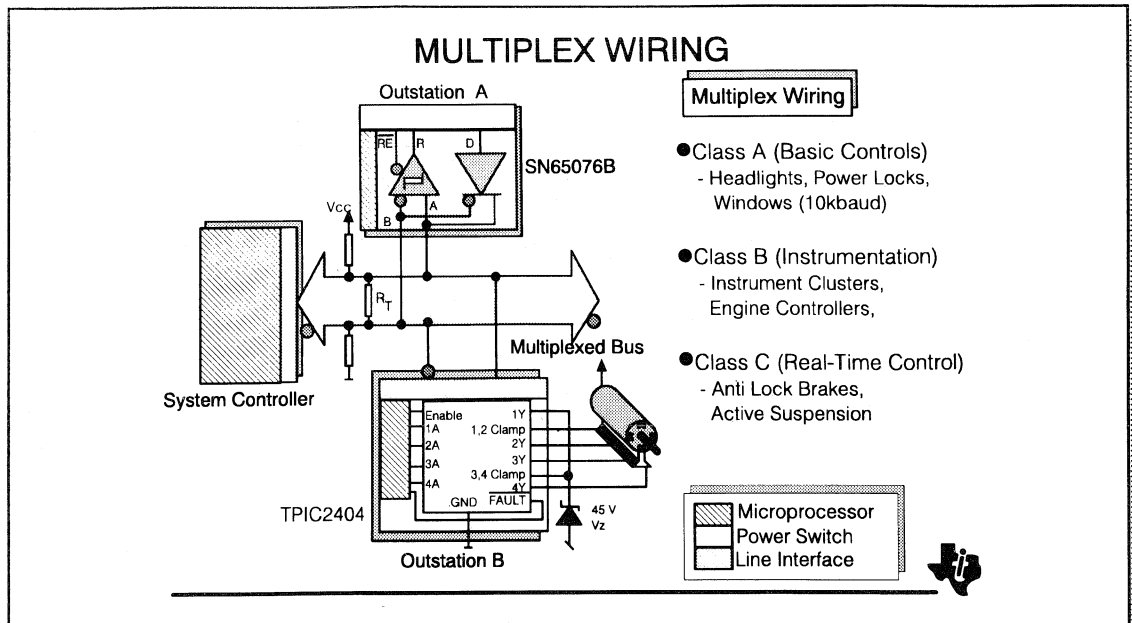 MULTIPLEX WIRING
Outstation A
RE
R
D
SN65076B
A
B
Vcc
R_T
System Controller
Multiplexed Bus
Enable
1A
2A
3A
4A
GND
1Y
1,2 Clamp
2Y
3Y
3,4 Clamp
4Y
FAULT
TPIC2404
45 V
Vz
Outstation B
Multiplex Wiring
●Class A (Basic Controls)
- Headlights, Power Locks,
Windows (10kbaud)
●Class B (Instrumentation)
- Instrument Clusters,
Engine Controllers,
●Class C (Real-Time Control)
- Anti Lock Brakes,
Active Suspension
Microprocessor
Power Switch
Line Interface